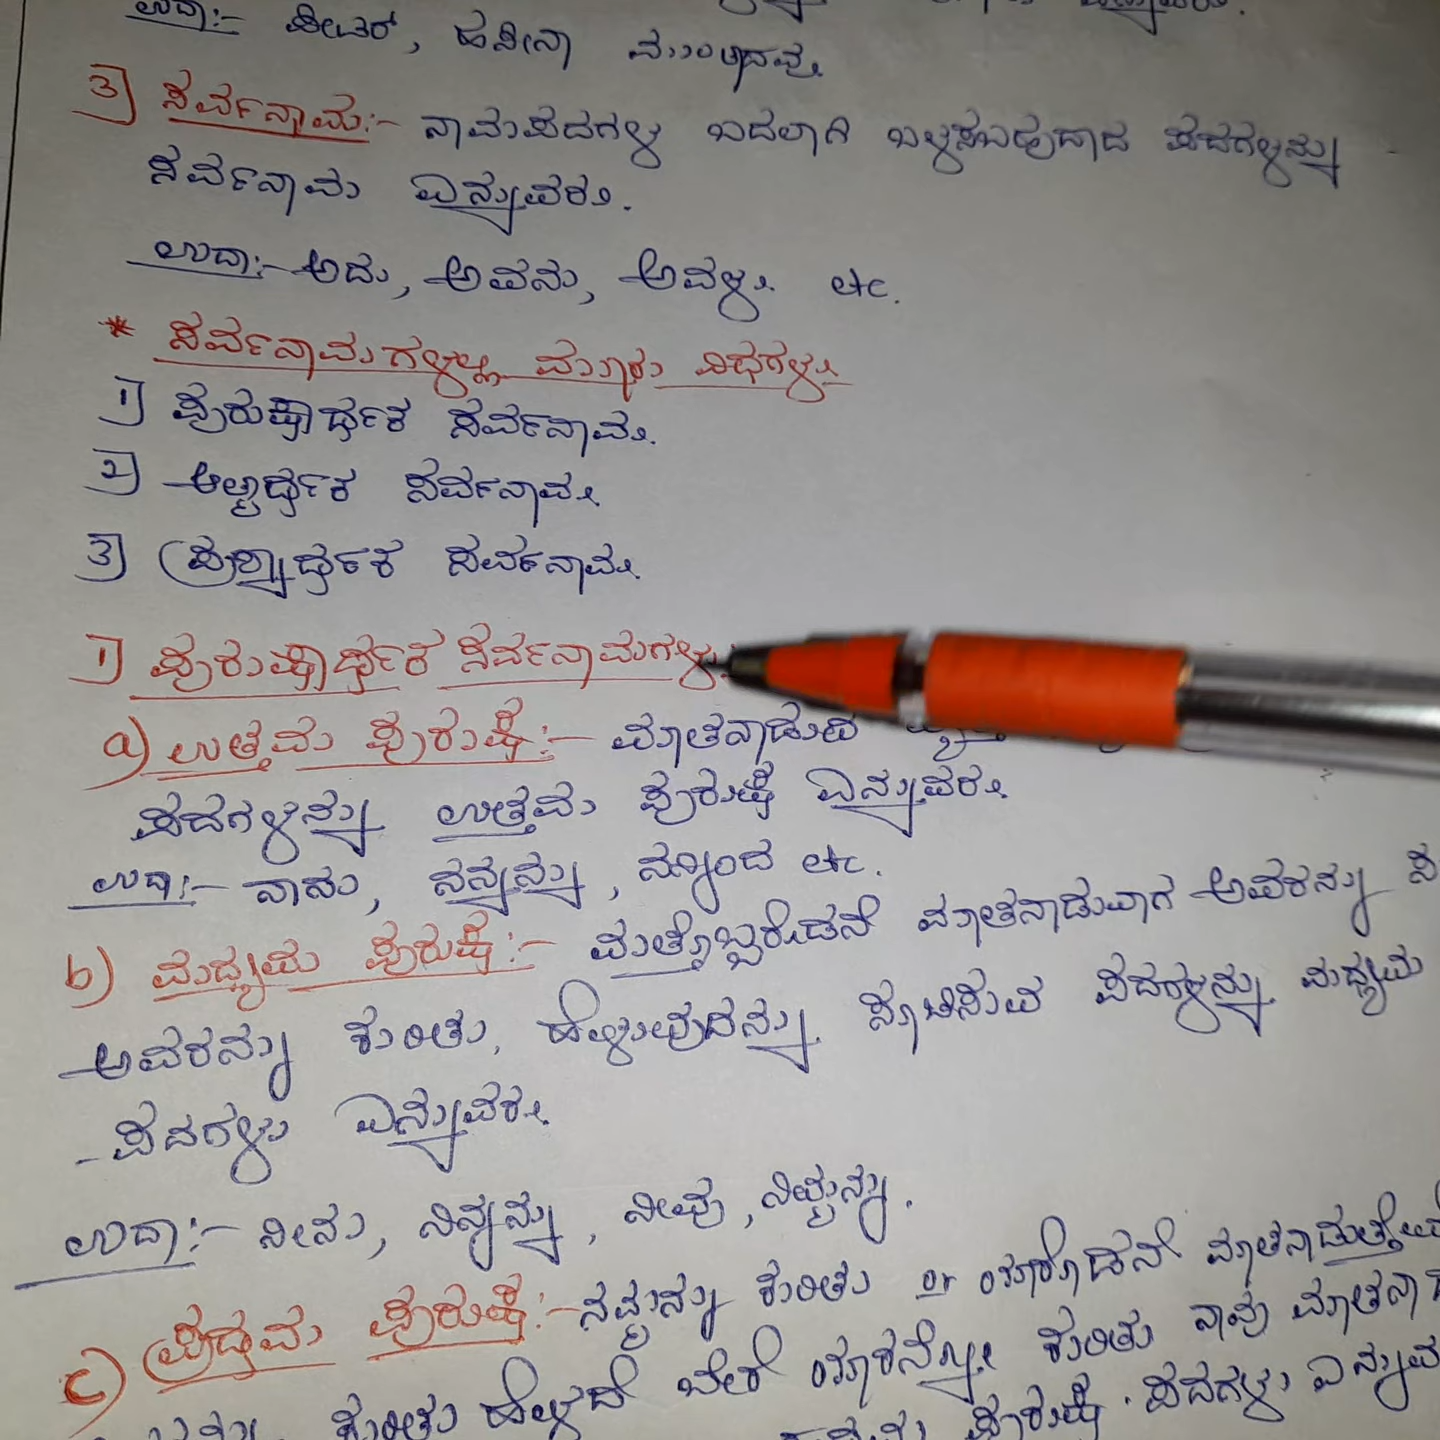 ಉದಾ:- ಪೀಟರ್, ಹಸೀನಾ ಮುಂತಾದವು
3) ಸರ್ವನಾಮ:- ನಾಮಪದಗಳ ಬದಲಾಗಿ ಬಳಸಬಹುದಾದ ಪದಗಳನ್ನು
ಸರ್ವನಾಮ ಎನ್ನುವರು.
ಉದಾ:- ಅದು, ಅವನು, ಅವಳು etc.
* ಸರ್ವನಾಮಗಳಲ್ಲಿ ಮೂರು ವಿಧಗಳು
1) ಪುರುಷಾರ್ಥಕ ಸರ್ವನಾಮ.
2) ಆತ್ಮಾರ್ಥಕ ಸರ್ವನಾಮ
3) ಪ್ರಶ್ನಾರ್ಥಕ ಸರ್ವನಾಮ.
1) ಪುರುಷಾರ್ಥಕ ಸರ್ವನಾಮಗಳು
a) ಉತ್ತಮ ಪುರುಷ:- ಮಾತನಾಡುವ
ಪದಗಳನ್ನು ಉತ್ತಮ ಪುರುಷ ಎನ್ನುವರು
ಉದಾ:- ನಾನು, ನನ್ನನ್ನು, ನನ್ನಿಂದ etc.
b) ಮಧ್ಯಮ ಪುರುಷ:- ಮತ್ತೊಬ್ಬರೊಡನೆ ಮಾತನಾಡುವಾಗ ಅವರನ್ನು
ಅವರನ್ನು ಕುರಿತು, ಹೇಳುವುದನ್ನು ಸೂಚಿಸುವ ಪದಗಳನ್ನು ಮಧ್ಯಮ
ಪದಗಳು ಎನ್ನುವರು.
ಉದಾ:- ನೀನು, ನಿನ್ನನ್ನು, ನೀವು, ನಿಮ್ಮನ್ನು.
c) ಪ್ರಥಮ ಪುರುಷ:- ನಮ್ಮನ್ನು ಕುರಿತು or ಯಾರೊಡನೆ ಮಾತನಾಡುತ್ತೇವೆ
ಕುರಿತು ಹೇಳದೆ ಬೇರೆ ಯಾರನ್ನೋ ಕುರಿತು ನಾವು
ಪುರುಷ ಪದಗಳು